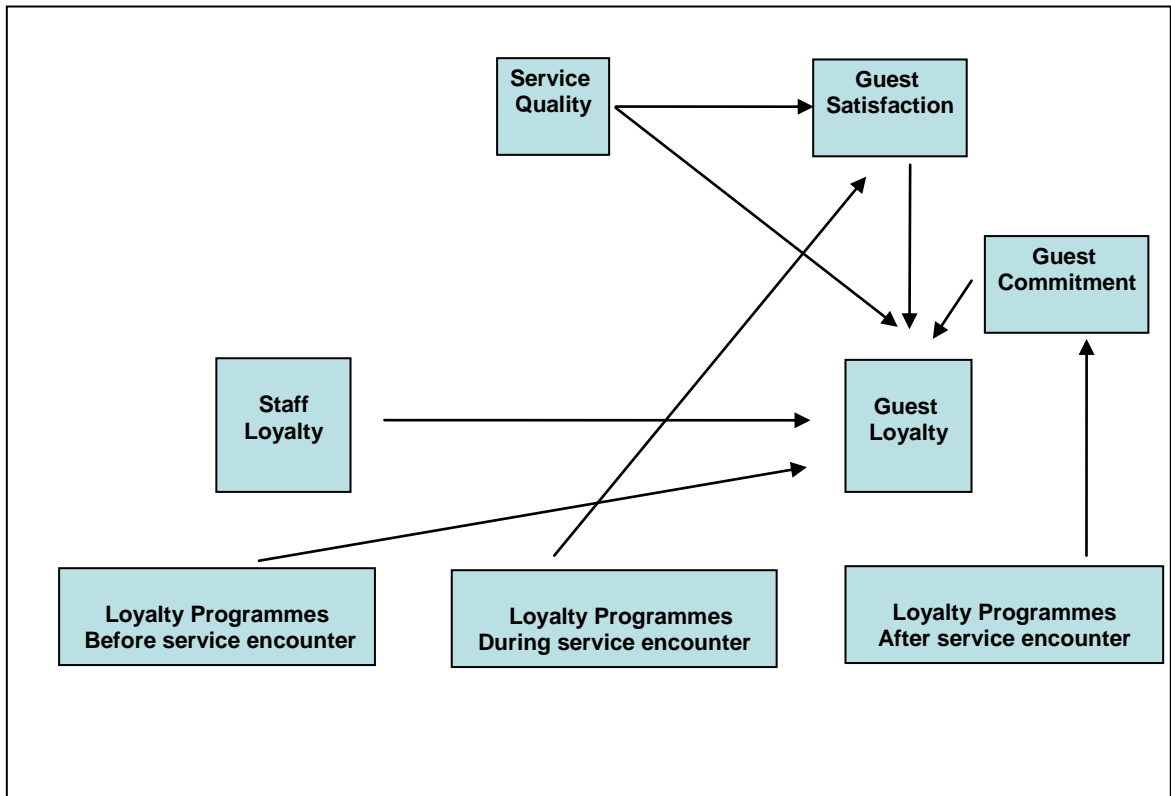 Service
Quality
Guest
Satisfaction
Guest
Commitment
Staff
Loyalty
Guest
Loyalty
Loyalty Programmes
Before service encounter
Loyalty Programmes
During service encounter
Loyalty Programmes
After service encounter